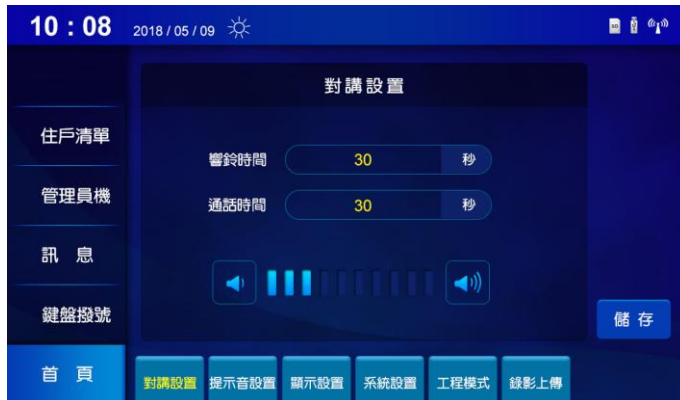 10 : 08 2018 / 05 / 09
對講設置
住戶清單
響鈴時間 30 秒
管理員機
通話時間 30 秒
訊 息
鍵盤撥號
儲 存
首 頁
對講設置 提示音設置 顯示設置 系統設置 工程模式 錄影上傳